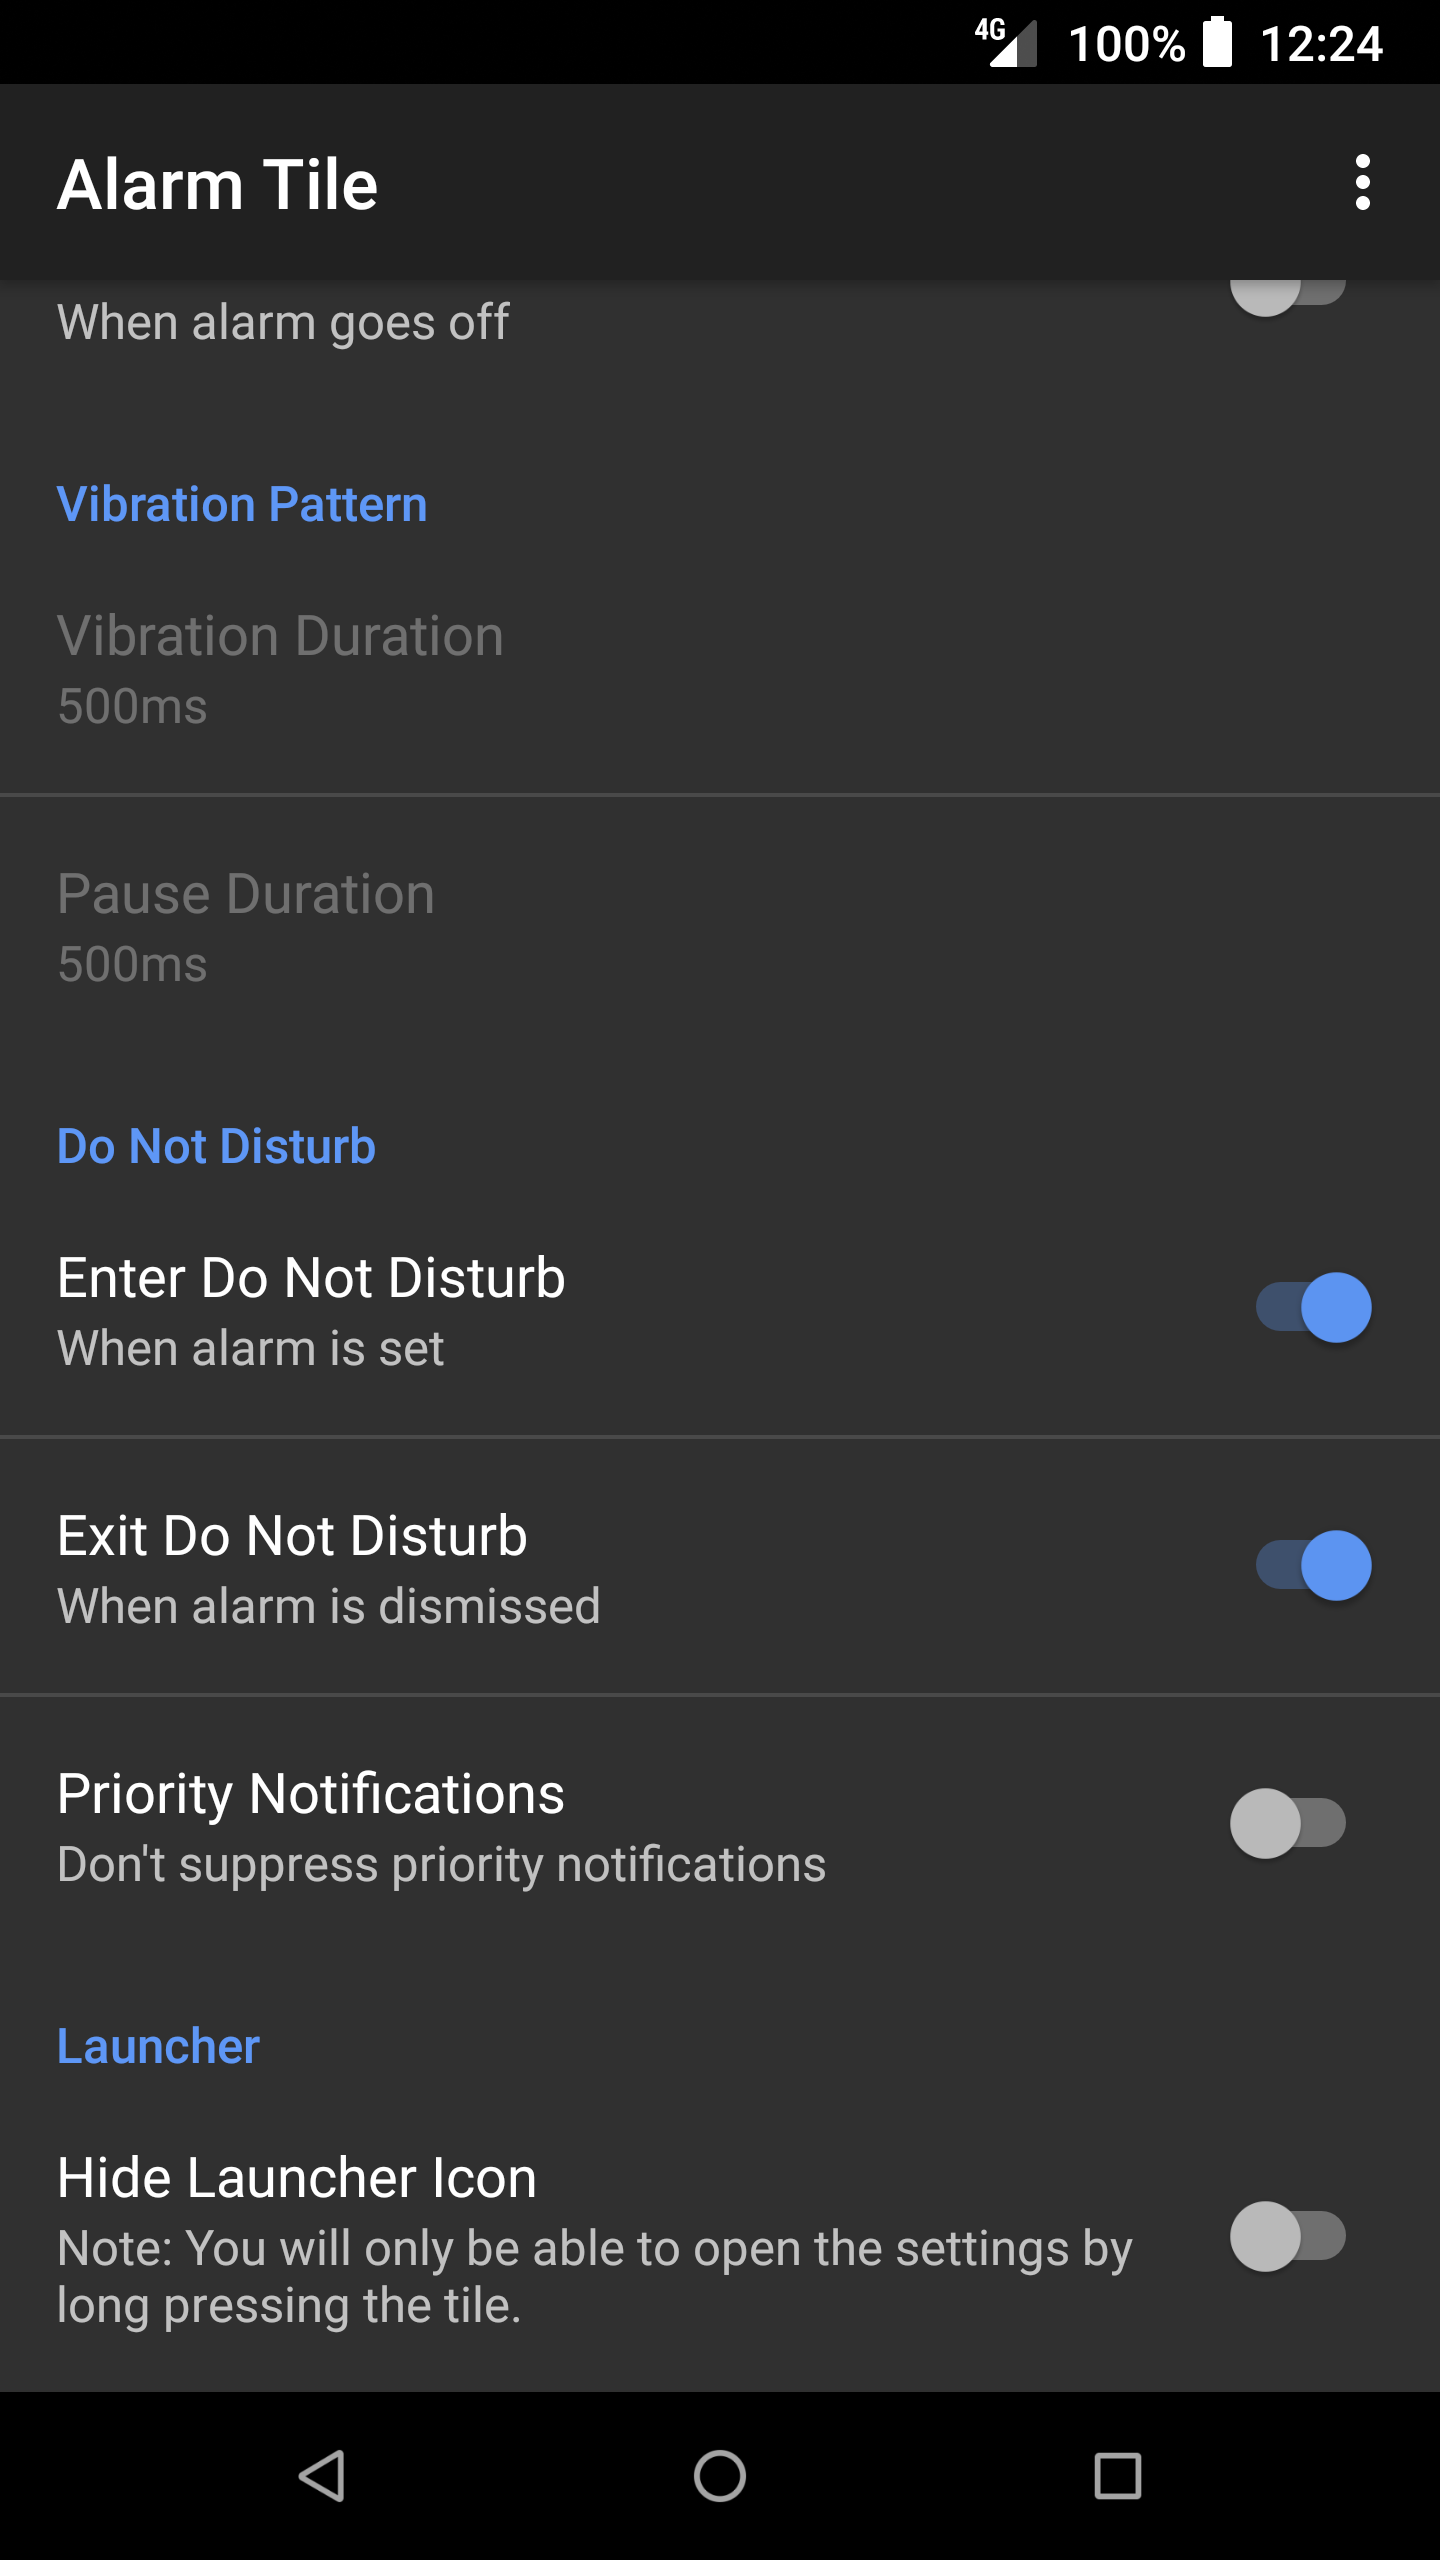 4G 100% 12:24
Alarm Tile
When alarm goes off
Vibration Pattern
Vibration Duration
500ms
Pause Duration
500ms
Do Not Disturb
Enter Do Not Disturb
When alarm is set
Exit Do Not Disturb
When alarm is dismissed
Priority Notifications
Don't suppress priority notifications
Launcher
Hide Launcher Icon
Note: You will only be able to open the settings by
long pressing the tile.